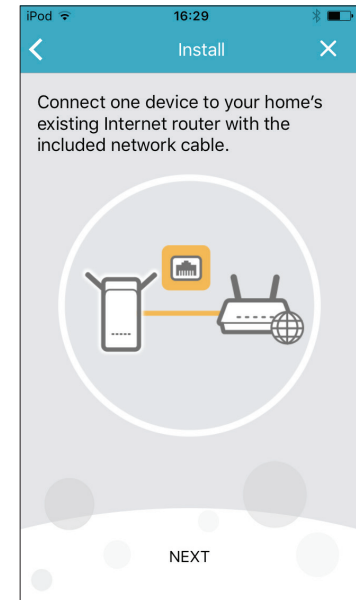 iPod 16:29
Install
Connect one device to your home’s
existing Internet router with the
included network cable.
NEXT